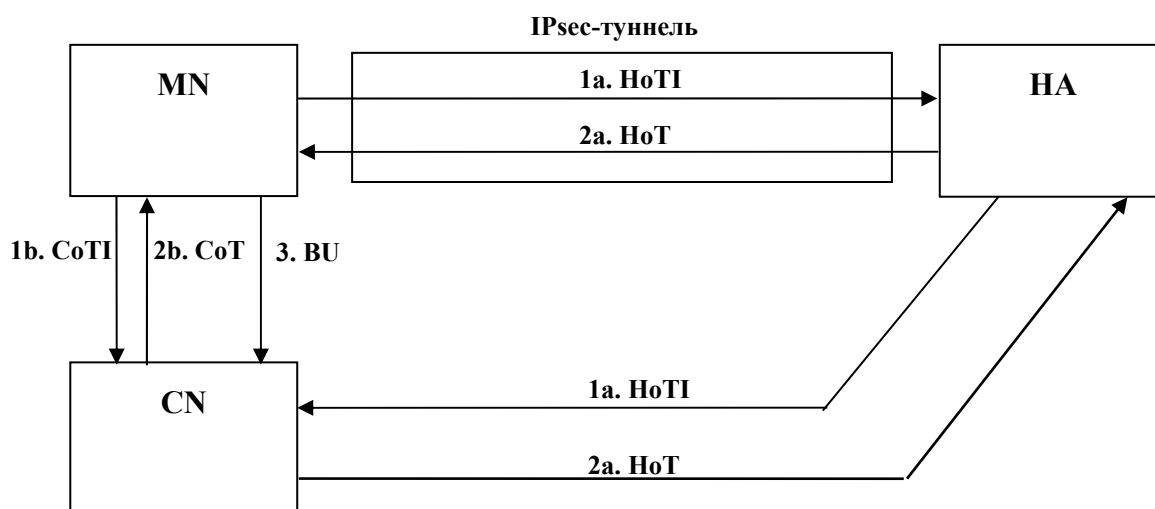 IPsec-туннель
MN
1a. HoTI
HA
2a. HoT
1b. CoTI
2b. CoT
3. BU
CN
1a. HoTI
2a. HoT